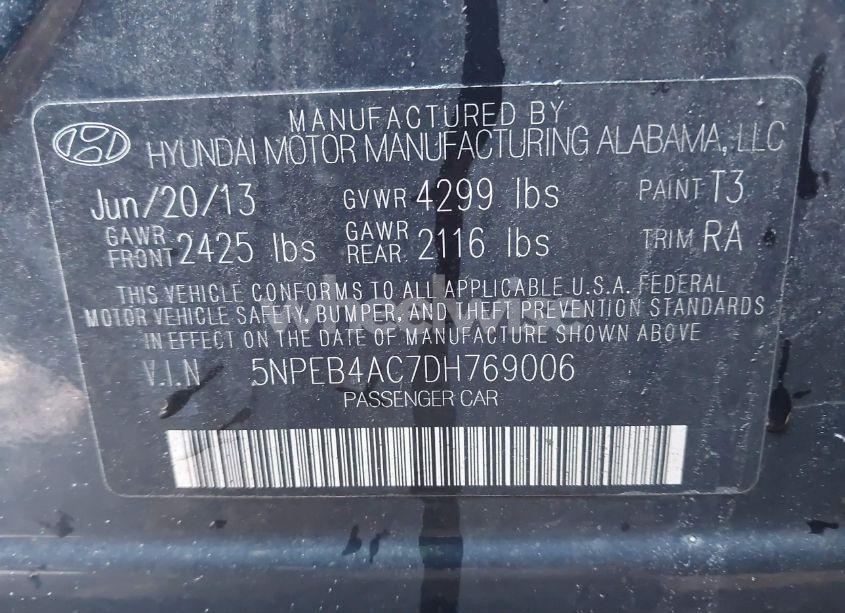 MANUFACTURED BY
HYUNDAI MOTOR MANUFACTURING ALABAMA, LLC
Jun/20/13 GVWR 4299 lbs PAINT T3
GAWR FRONT 2425 lbs GAWR REAR 2116 lbs TRIM RA
THIS VEHICLE CONFORMS TO ALL APPLICABLE U.S.A. FEDERAL
MOTOR VEHICLE SAFETY, BUMPER, AND THEFT PREVENTION STANDARDS
IN EFFECT ON THE DATE OF MANUFACTURE SHOWN ABOVE
V.I.N 5NPEB4AC7DH769006
PASSENGER CAR